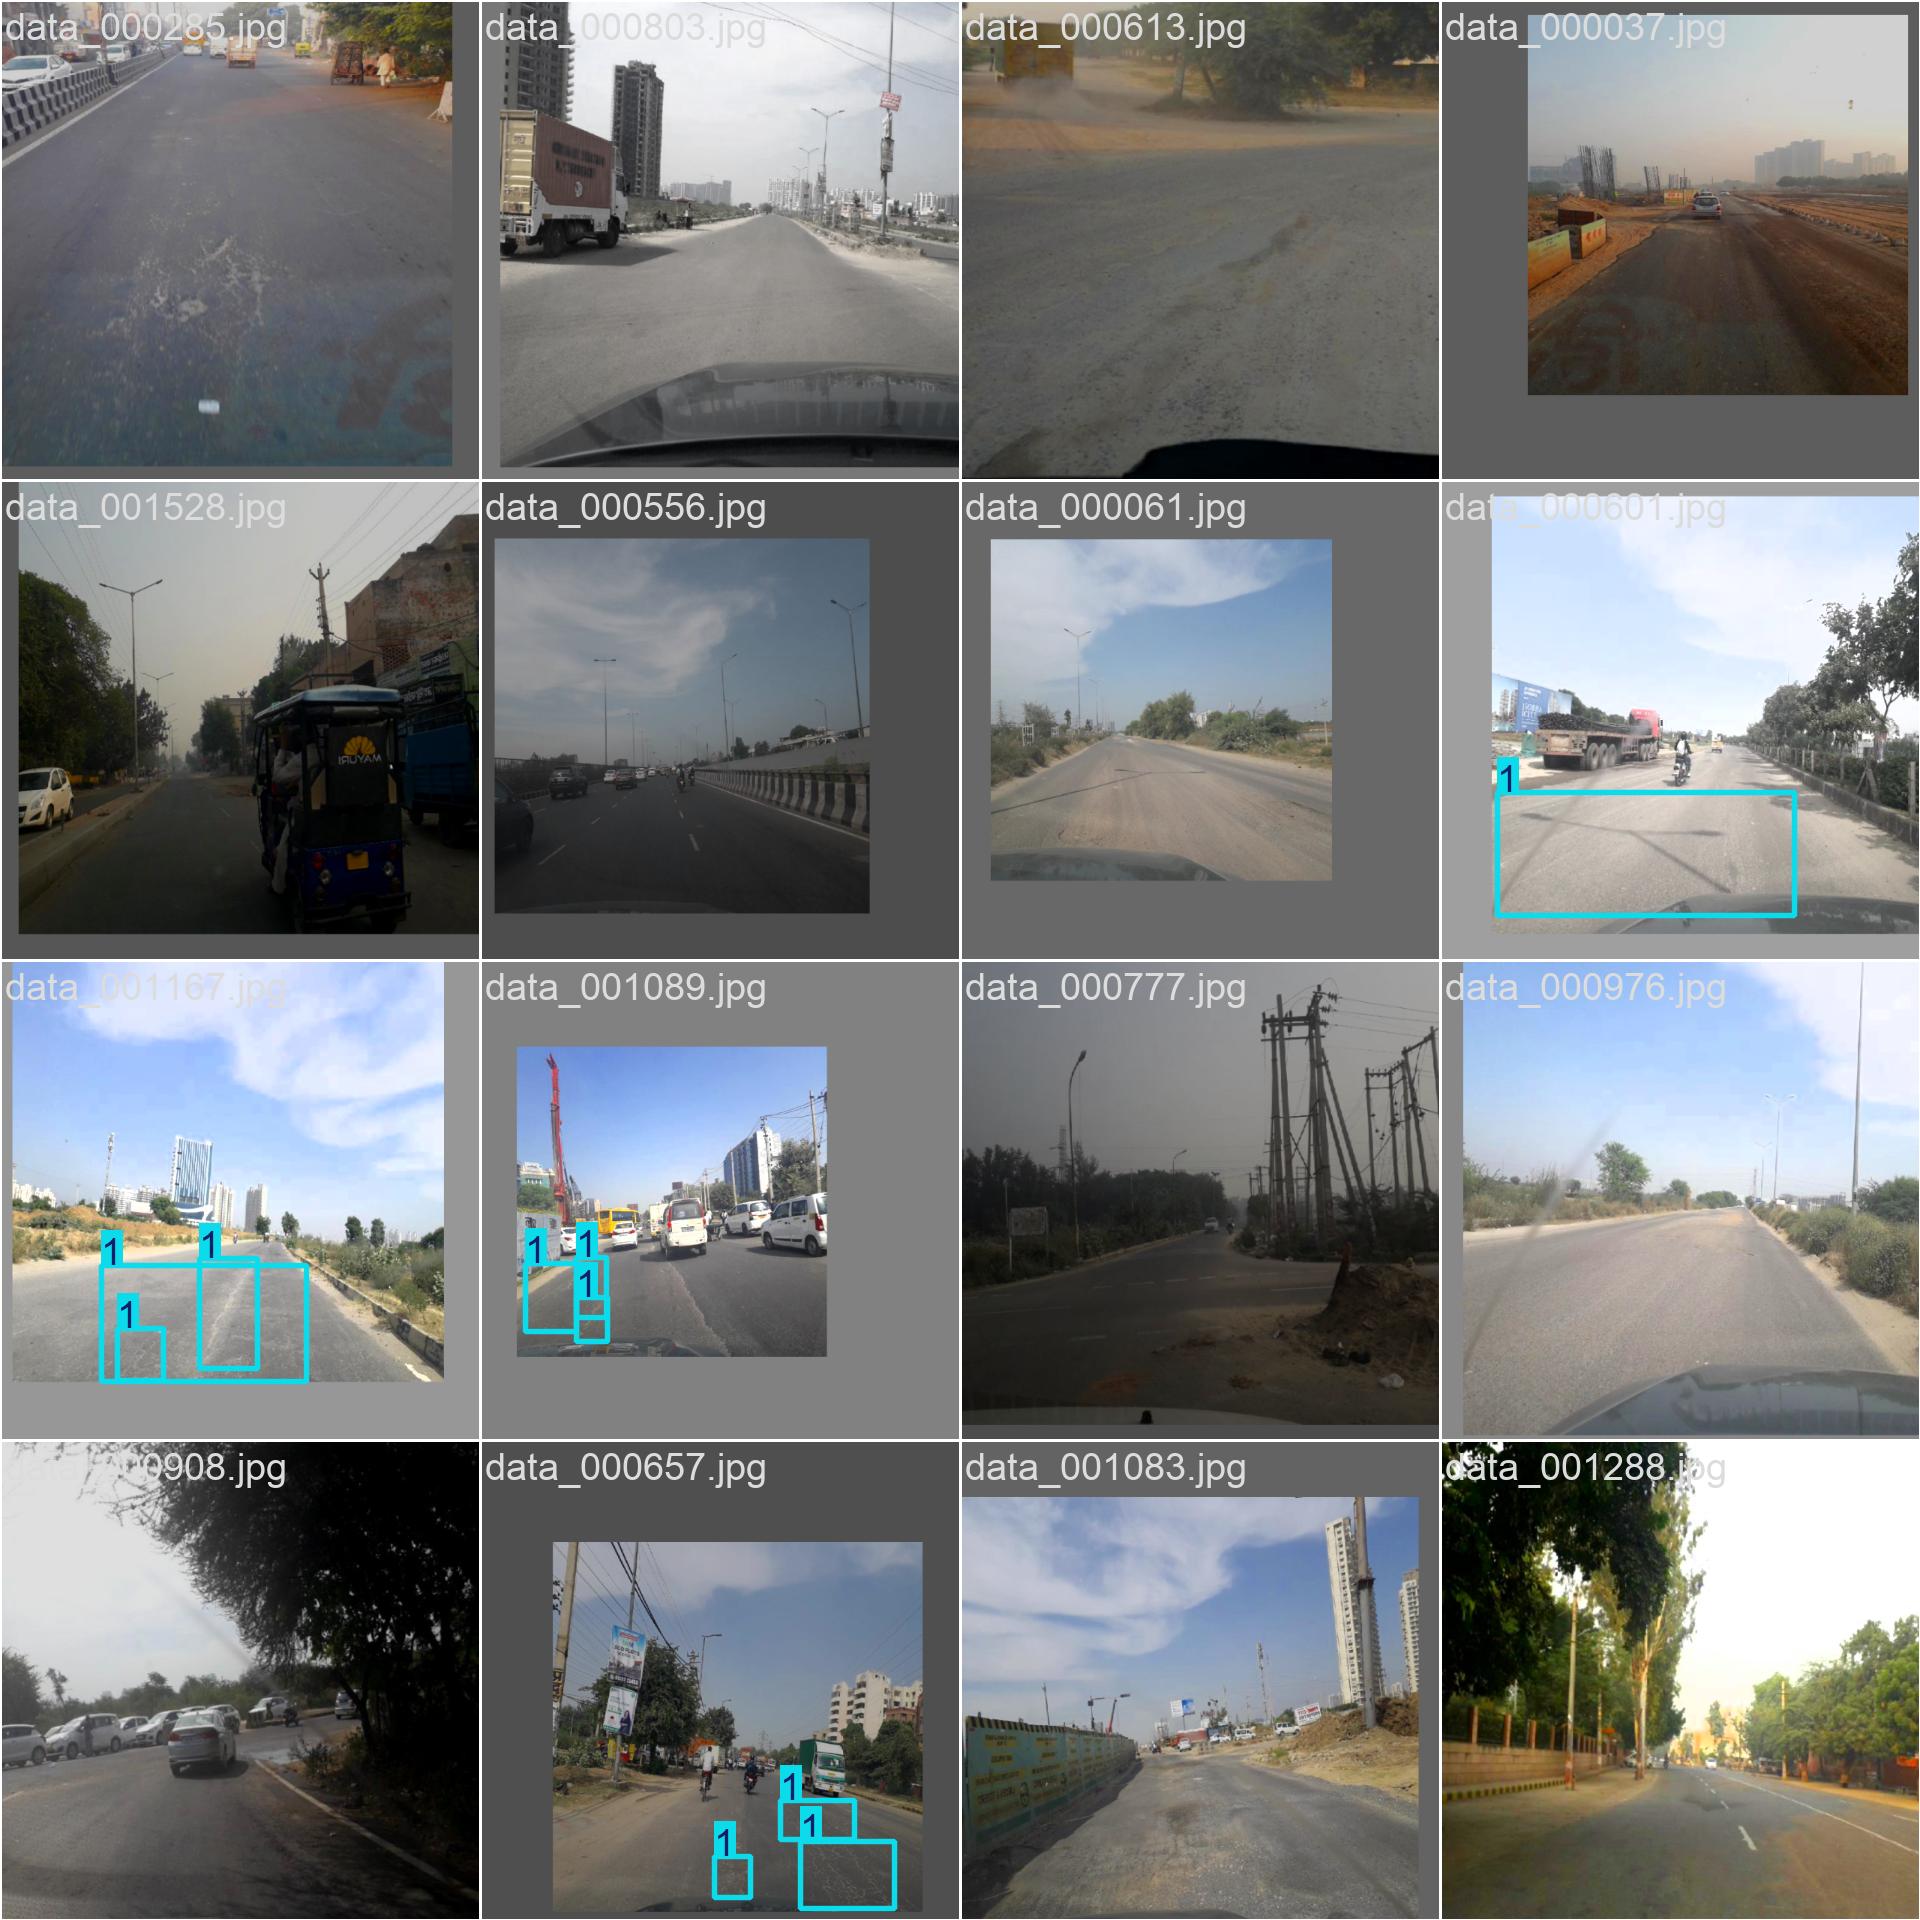 data_000285.jpg
data_000803.jpg
data_000613.jpg
data_000037.jpg
data_001528.jpg
MAYURI
data_000556.jpg
data_000061.jpg
data_000601.jpg
1
data_001167.jpg
1
1
1
data_001089.jpg
1
1
1
data_000777.jpg
data_000976.jpg
0908.jpg
data_000657.jpg
1
1
1
data_001083.jpg
data_001288.jpg